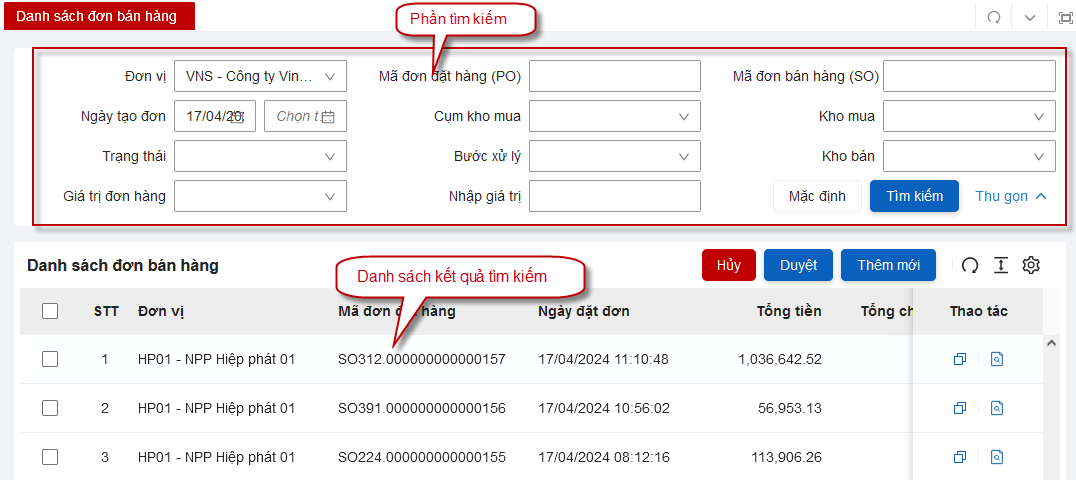 Danh sách đơn bán hàng
Phần tìm kiếm
Đơn vị VNS - Công ty Vin... Mã đơn đặt hàng (PO) Mã đơn bán hàng (SO)
Ngày tạo đơn 17/04/20 Chọn t Cụm kho mua Kho mua
Trạng thái Bước xử lý Kho bán
Giá trị đơn hàng Nhập giá trị Mặc định Tìm kiếm Thu gọn
Danh sách đơn bán hàng Hủy Duyệt Thêm mới
Danh sách kết quả tìm kiếm
STT Đơn vị Mã đơn đặt hàng Ngày đặt đơn Tổng tiền Tổng ch Thao tác
1 HP01 - NPP Hiệp phát 01 SO312.000000000000157 17/04/2024 11:10:48 1,036,642.52
2 HP01 - NPP Hiệp phát 01 SO391.000000000000156 17/04/2024 10:56:02 56,953.13
3 HP01 - NPP Hiệp phát 01 SO224.000000000000155 17/04/2024 08:12:16 113,906.26